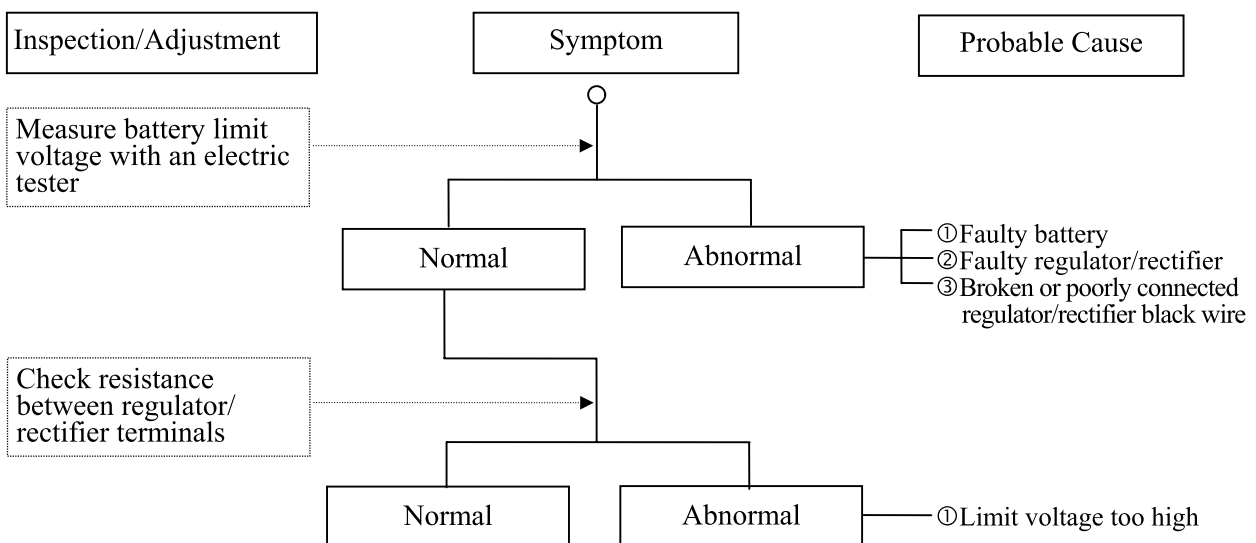 Inspection/Adjustment
Symptom
Probable Cause
Measure battery limit
voltage with an electric
tester
Normal
Abnormal
①Faulty battery
②Faulty regulator/rectifier
③Broken or poorly connected
regulator/rectifier black wire
Check resistance
between regulator/
rectifier terminals
Normal
Abnormal
①Limit voltage too high